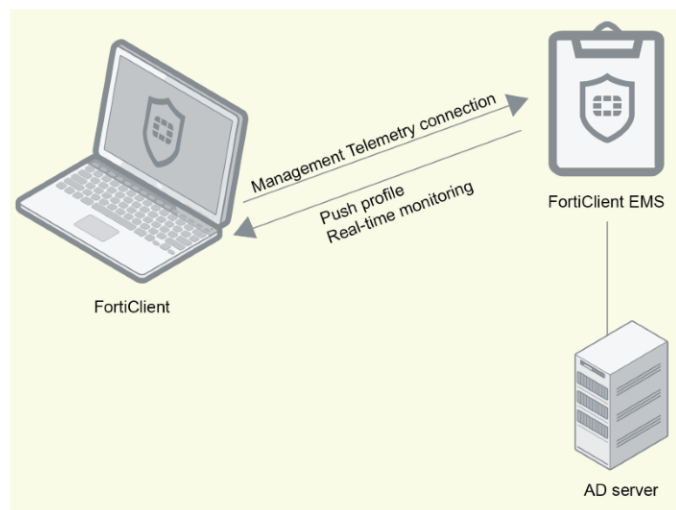 Management Telemetry connection
Push profile
Real-time monitoring
FortiClient EMS
FortiClient
AD server